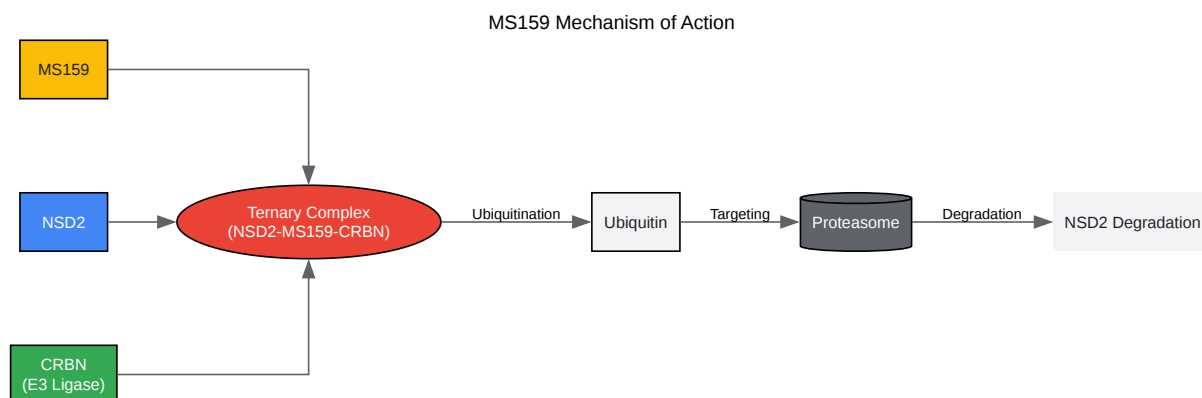 MS159 Mechanism of Action
MS159
NSD2
Ternary Complex
(NSD2-MS159-CRBN)
Ubiquitination
Ubiquitin
Targeting
Proteasome
Degradation
NSD2 Degradation
CRBN
(E3 Ligase)